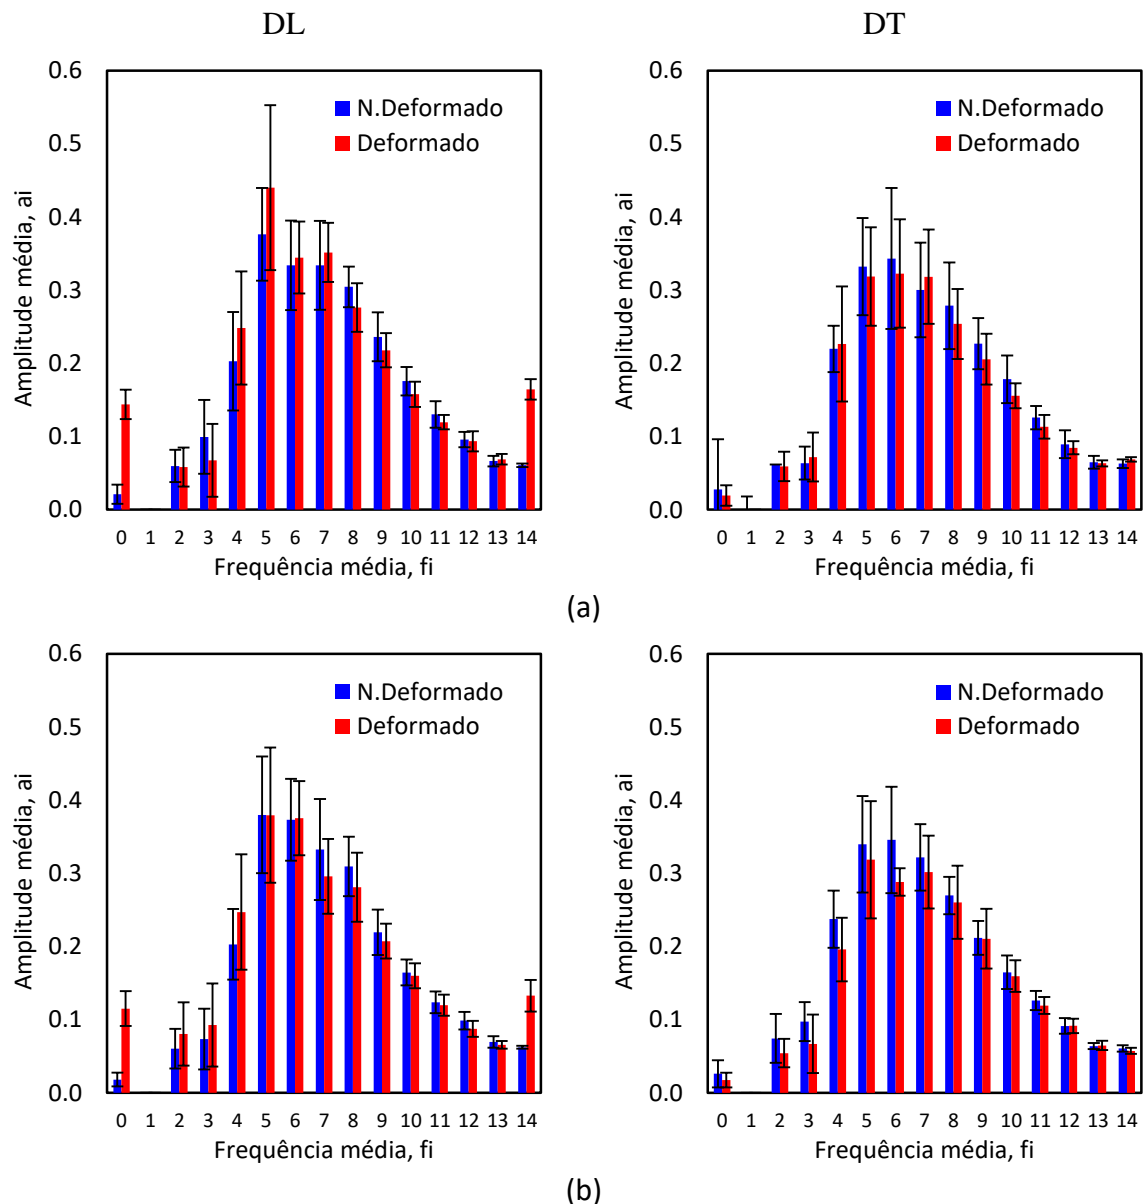 DL DT
0.6 0.6
N.Deformado N.Deformado
0.5 0.5
Deformado Deformado
0.4 0.4
Amplitude média, ai Amplitude média, ai
0.3 0.3
0.2 0.2
0.1 0.1
0.0 0.0
0 1 2 3 4 5 6 7 8 9 10 11 12 13 14 0 1 2 3 4 5 6 7 8 9 10 11 12 13 14
Frequência média, fi Frequência média, fi
(a)
0.6 0.6
N.Deformado N.Deformado
0.5 0.5
Deformado Deformado
0.4 0.4
Amplitude média, ai Amplitude média, ai
0.3 0.3
0.2 0.2
0.1 0.1
0.0 0.0
0 1 2 3 4 5 6 7 8 9 10 11 12 13 14 0 1 2 3 4 5 6 7 8 9 10 11 12 13 14
Frequência média, fi Frequência média, fi
(b)